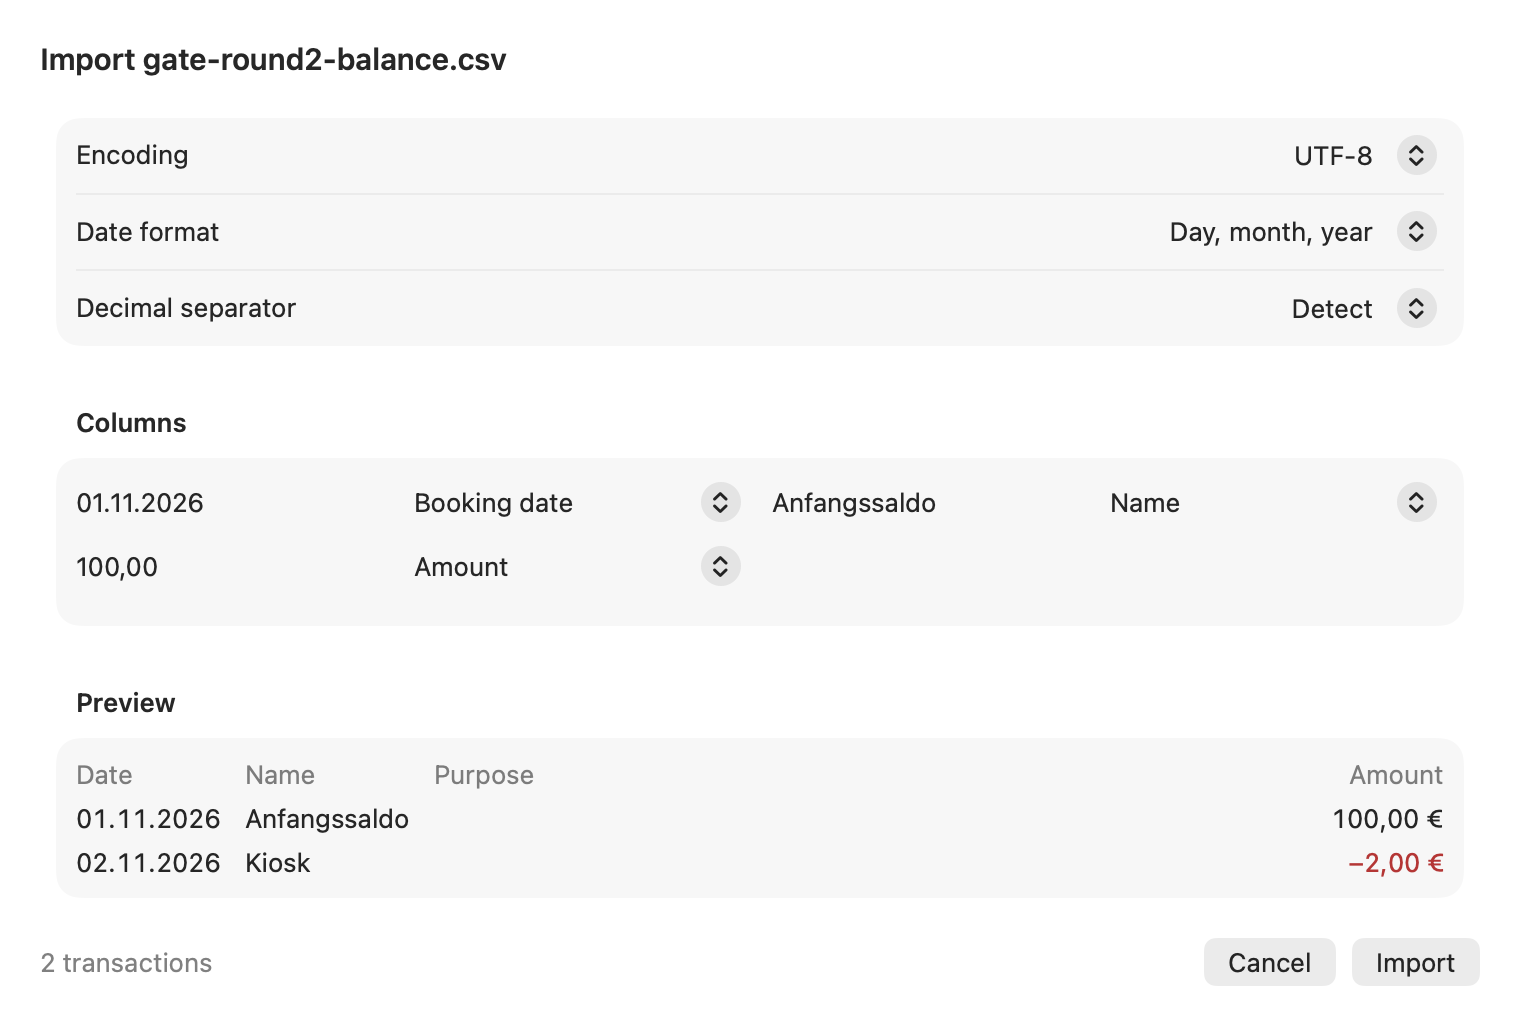 Import gate-round2-balance.csv
Encoding UTF-8
Date format Day, month, year
Decimal separator Detect
Columns
01.11.2026 Booking date Anfangssaldo Name
100,00 Amount
Preview
Date Name Purpose Amount
01.11.2026 Anfangssaldo 100,00 €
02.11.2026 Kiosk −2,00 €
2 transactions Cancel Import